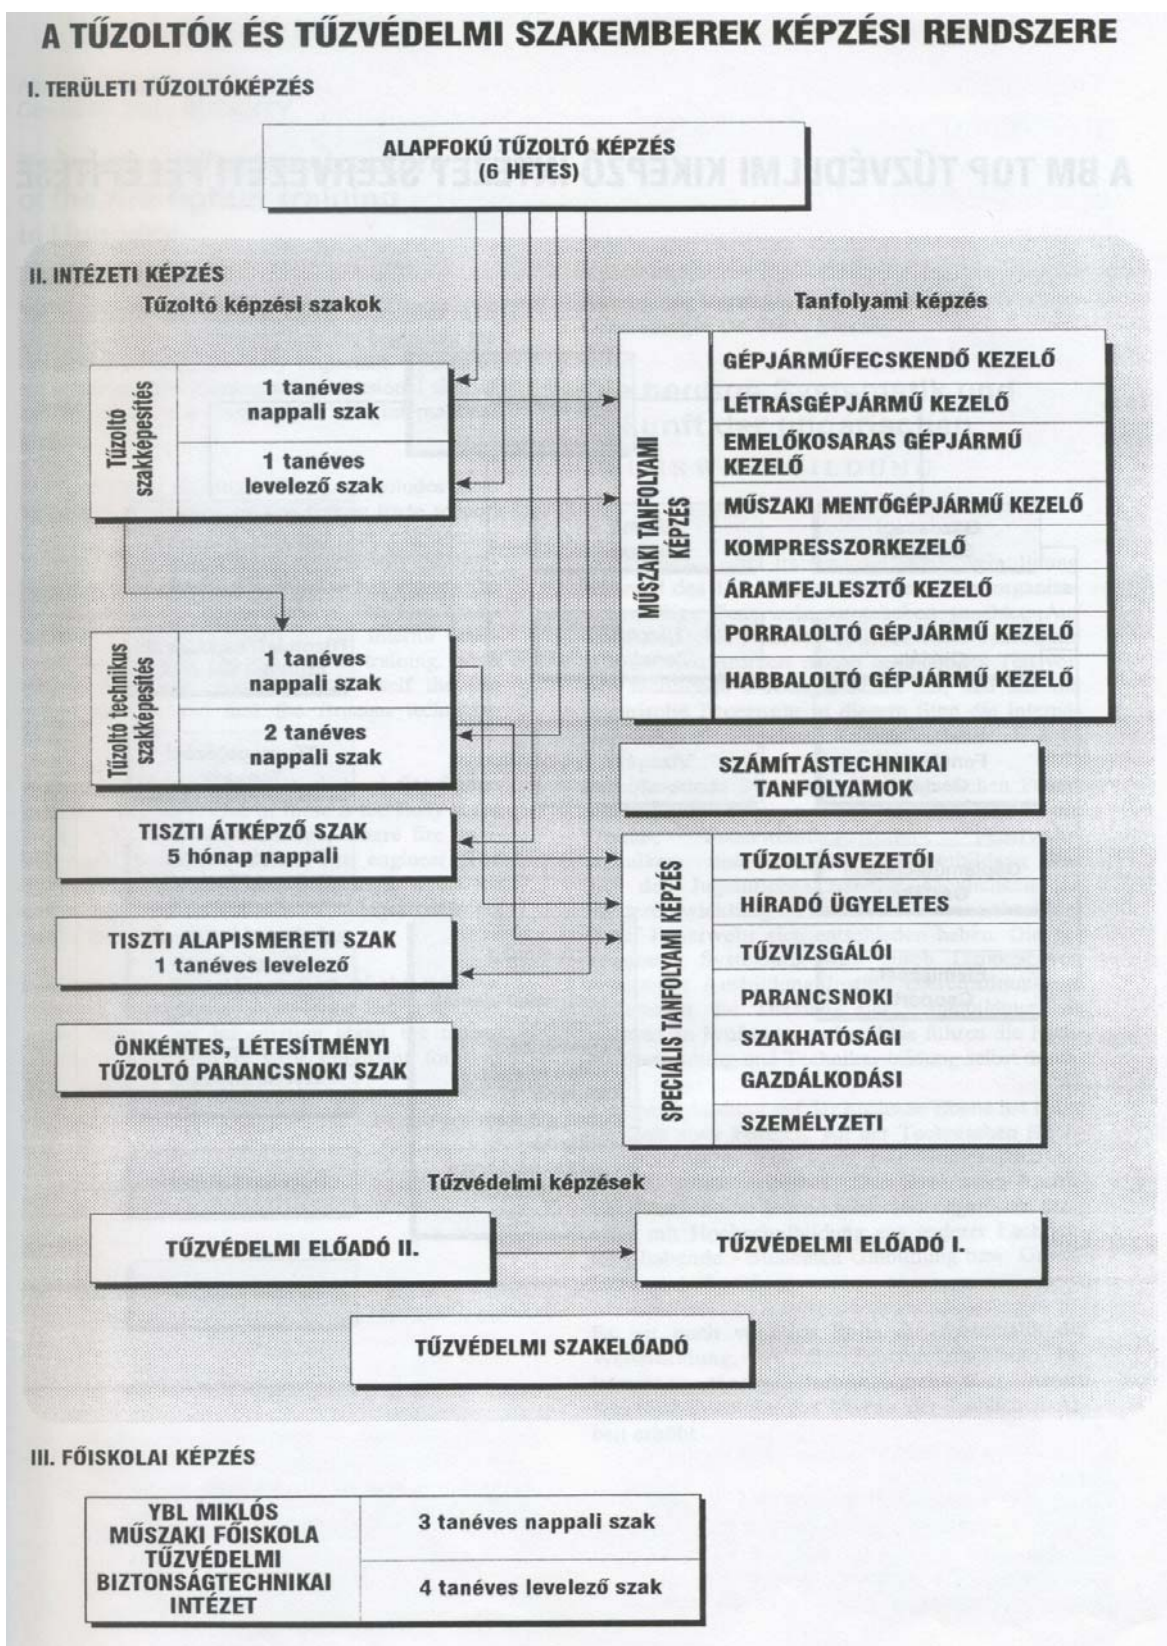 A TŰZOLTÓK ÉS TŰZVÉDELMI SZAKEMBEREK KÉPZÉSI RENDSZERE
I. TERÜLETI TŰZOLTÓKÉPZÉS
ALAPFOKÚ TŰZOLTÓ KÉPZÉS
(6 HETES)
II. INTÉZETI KÉPZÉS
Tűzoltó képzési szakok
Tűzoltó
szakképesítés
1 tanéves
nappali szak
1 tanéves
levelező szak
Tűzoltó technikus
szakképesítés
1 tanéves
nappali szak
2 tanéves
nappali szak
TISZTI ÁTKÉPZŐ SZAK
5 hónap nappali
TISZTI ALAPISMERETI SZAK
1 tanéves levelező
ÖNKÉNTES, LÉTESÍTMÉNYI
TŰZOLTÓ PARANCSNOKI SZAK
Tanfolyami képzés
MŰSZAKI TANFOLYAMI
KÉPZÉS
GÉPJÁRMŰFECSKENDŐ KEZELŐ
LÉTRÁSGÉPJÁRMŰ KEZELŐ
EMELŐKOSARAS GÉPJÁRMŰ
KEZELŐ
MŰSZAKI MENTŐGÉPJÁRMŰ KEZELŐ
KOMPRESSZORKEZELŐ
ÁRAMFEJLESZTŐ KEZELŐ
PORRALOLTÓ GÉPJÁRMŰ KEZELŐ
HABBALOLTÓ GÉPJÁRMŰ KEZELŐ
SZÁMÍTÁSTECHNIKAI
TANFOLYAMOK
SPECIÁLIS TANFOLYAMI KÉPZÉS
TŰZOLTÁSVEZETŐI
HÍRADÓ ÜGYELETES
TŰZVIZSGÁLÓI
PARANCSNOKI
SZAKHATÓSÁGI
GAZDÁLKODÁSI
SZEMÉLYZETI
Tűzvédelmi képzések
TŰZVÉDELMI ELŐADÓ II.
TŰZVÉDELMI ELŐADÓ I.
TŰZVÉDELMI SZAKELŐADÓ
III. FŐISKOLAI KÉPZÉS
YBL MIKLÓS
MŰSZAKI FŐISKOLA
TŰZVÉDELMI
BIZTONSÁGTECHNIKAI
INTÉZET
3 tanéves nappali szak
4 tanéves levelező szak